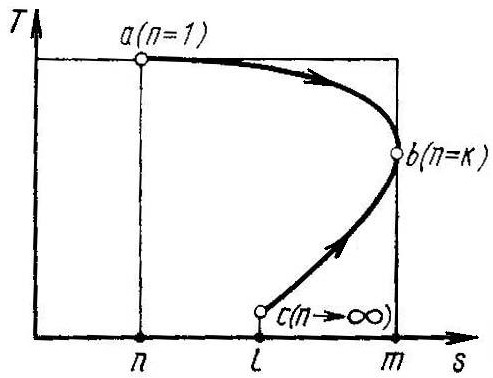 T
a(n=1)
b(n=к)
c(n→∞)
n l m s